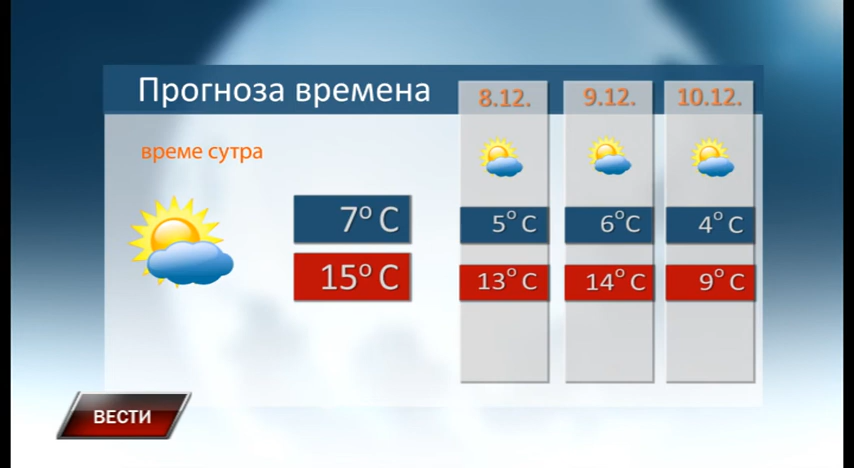 Прогноза времена
време сутра
7° C
15° C
8.12.
5° C
13° C
9.12.
6°C
14° C
10.12.
4° C
9° C
ВЕСТИ